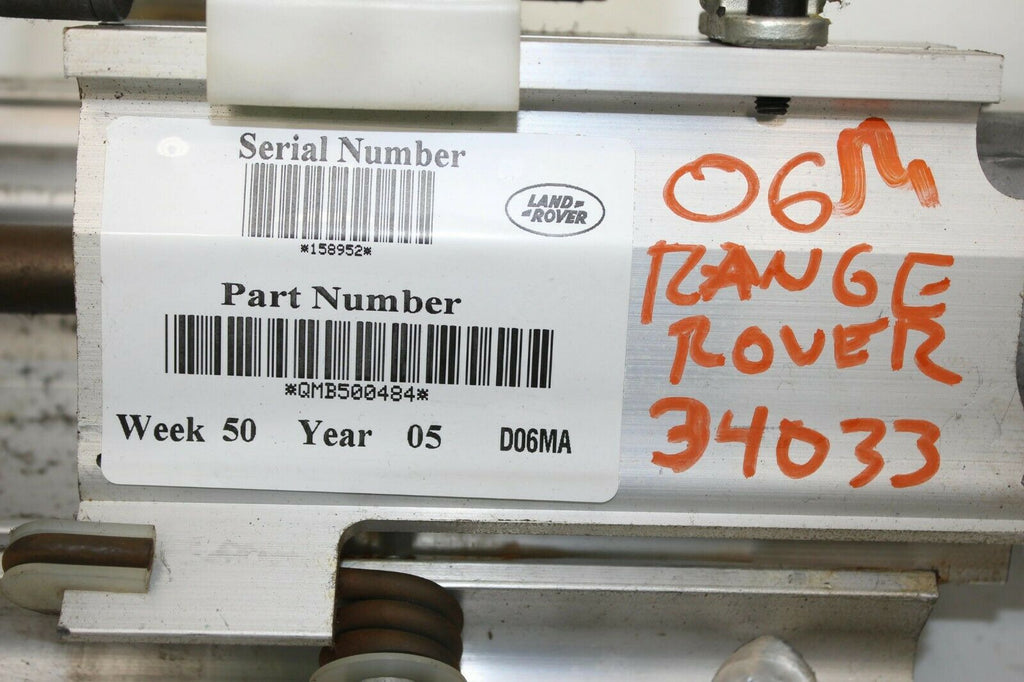 Serial Number
*158952*
LAND-
-ROVER
Part Number
*QMB500484*
Week 50 Year 05 D06MA
06M
RANGE
ROVER
34033